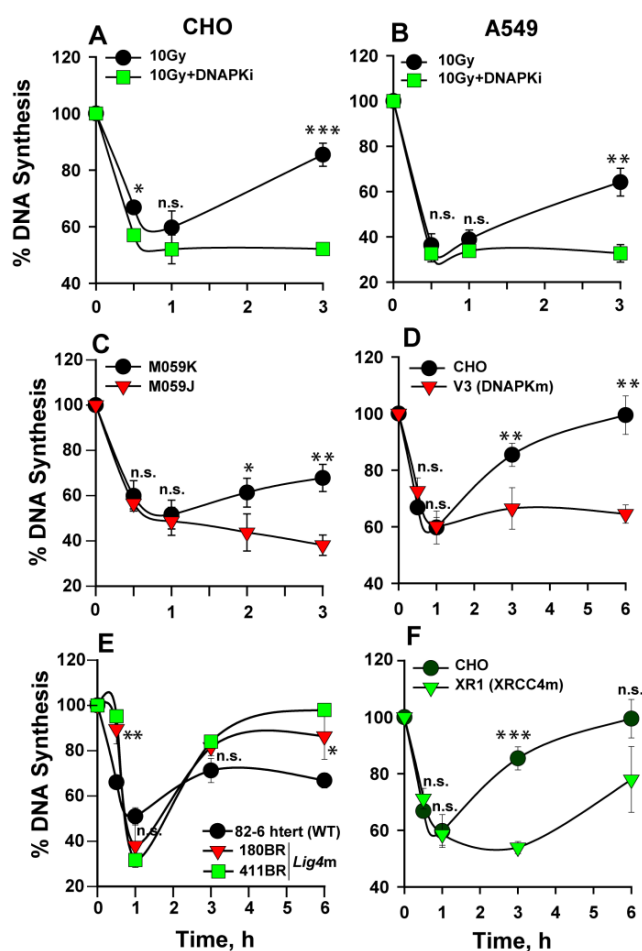 CHO
A549
A
10Gy
10Gy+DNAPKi
B
10Gy
10Gy+DNAPKi
% DNA Synthesis
120
100
80
60
40
0
1
2
3
*
n.s.
***
120
100
80
60
40
20
0
1
2
3
n.s.
n.s.
**
C
M059K
M059J
D
CHO
V3 (DNAPKm)
% DNA Synthesis
120
100
80
60
40
20
0
1
2
3
n.s.
n.s.
*
**
120
100
80
60
40
0
1
2
3
4
5
6
n.s.
n.s.
**
**
E
82-6 htert (WT)
180BR
411BR
Lig4m
F
CHO
XR1 (XRCC4m)
% DNA Synthesis
120
100
80
60
40
20
0
1
2
3
4
5
6
**
n.s.
n.s.
*
Time, h
120
100
80
60
40
0
1
2
3
4
5
6
n.s.
n.s.
***
n.s.
Time, h